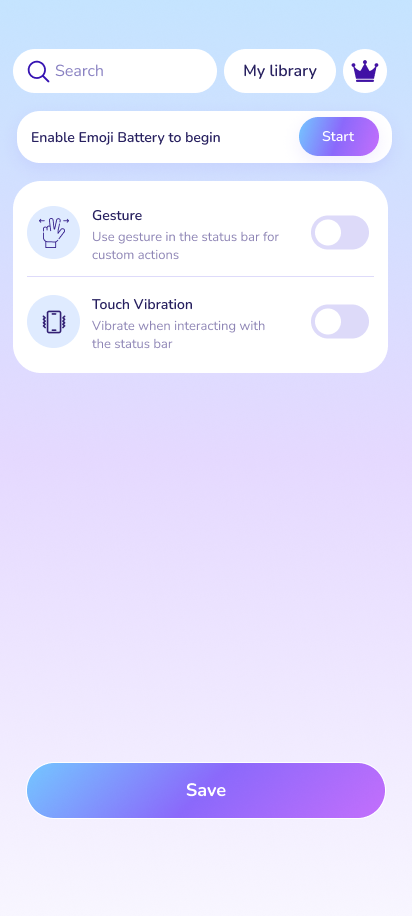 Search
My library
Enable Emoji Battery to begin
Start
Gesture
Use gesture in the status bar for
custom actions
Touch Vibration
Vibrate when interacting with
the status bar
Save